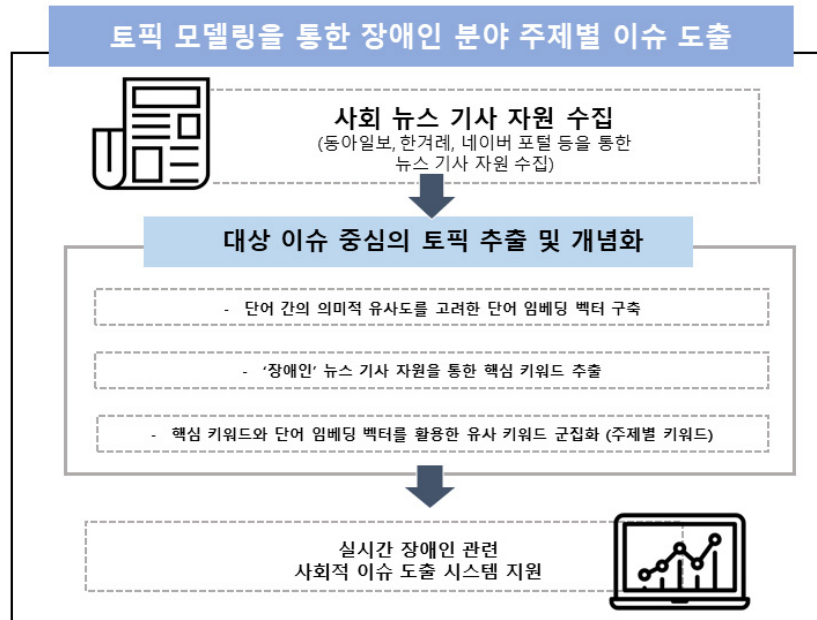 토픽 모델링을 통한 장애인 분야 주제별 이슈 도출
사회 뉴스 기사 자원 수집
(동아일보, 한겨레, 네이버 포털 등을 통한
뉴스 기사 자원 수집)
대상 이슈 중심의 토픽 추출 및 개념화
- 단어 간의 의미적 유사도를 고려한 단어 임베딩 벡터 구축
- ‘장애인’ 뉴스 기사 자원을 통한 핵심 키워드 추출
- 핵심 키워드와 단어 임베딩 벡터를 활용한 유사 키워드 군집화 (주제별 키워드)
실시간 장애인 관련
사회적 이슈 도출 시스템 지원